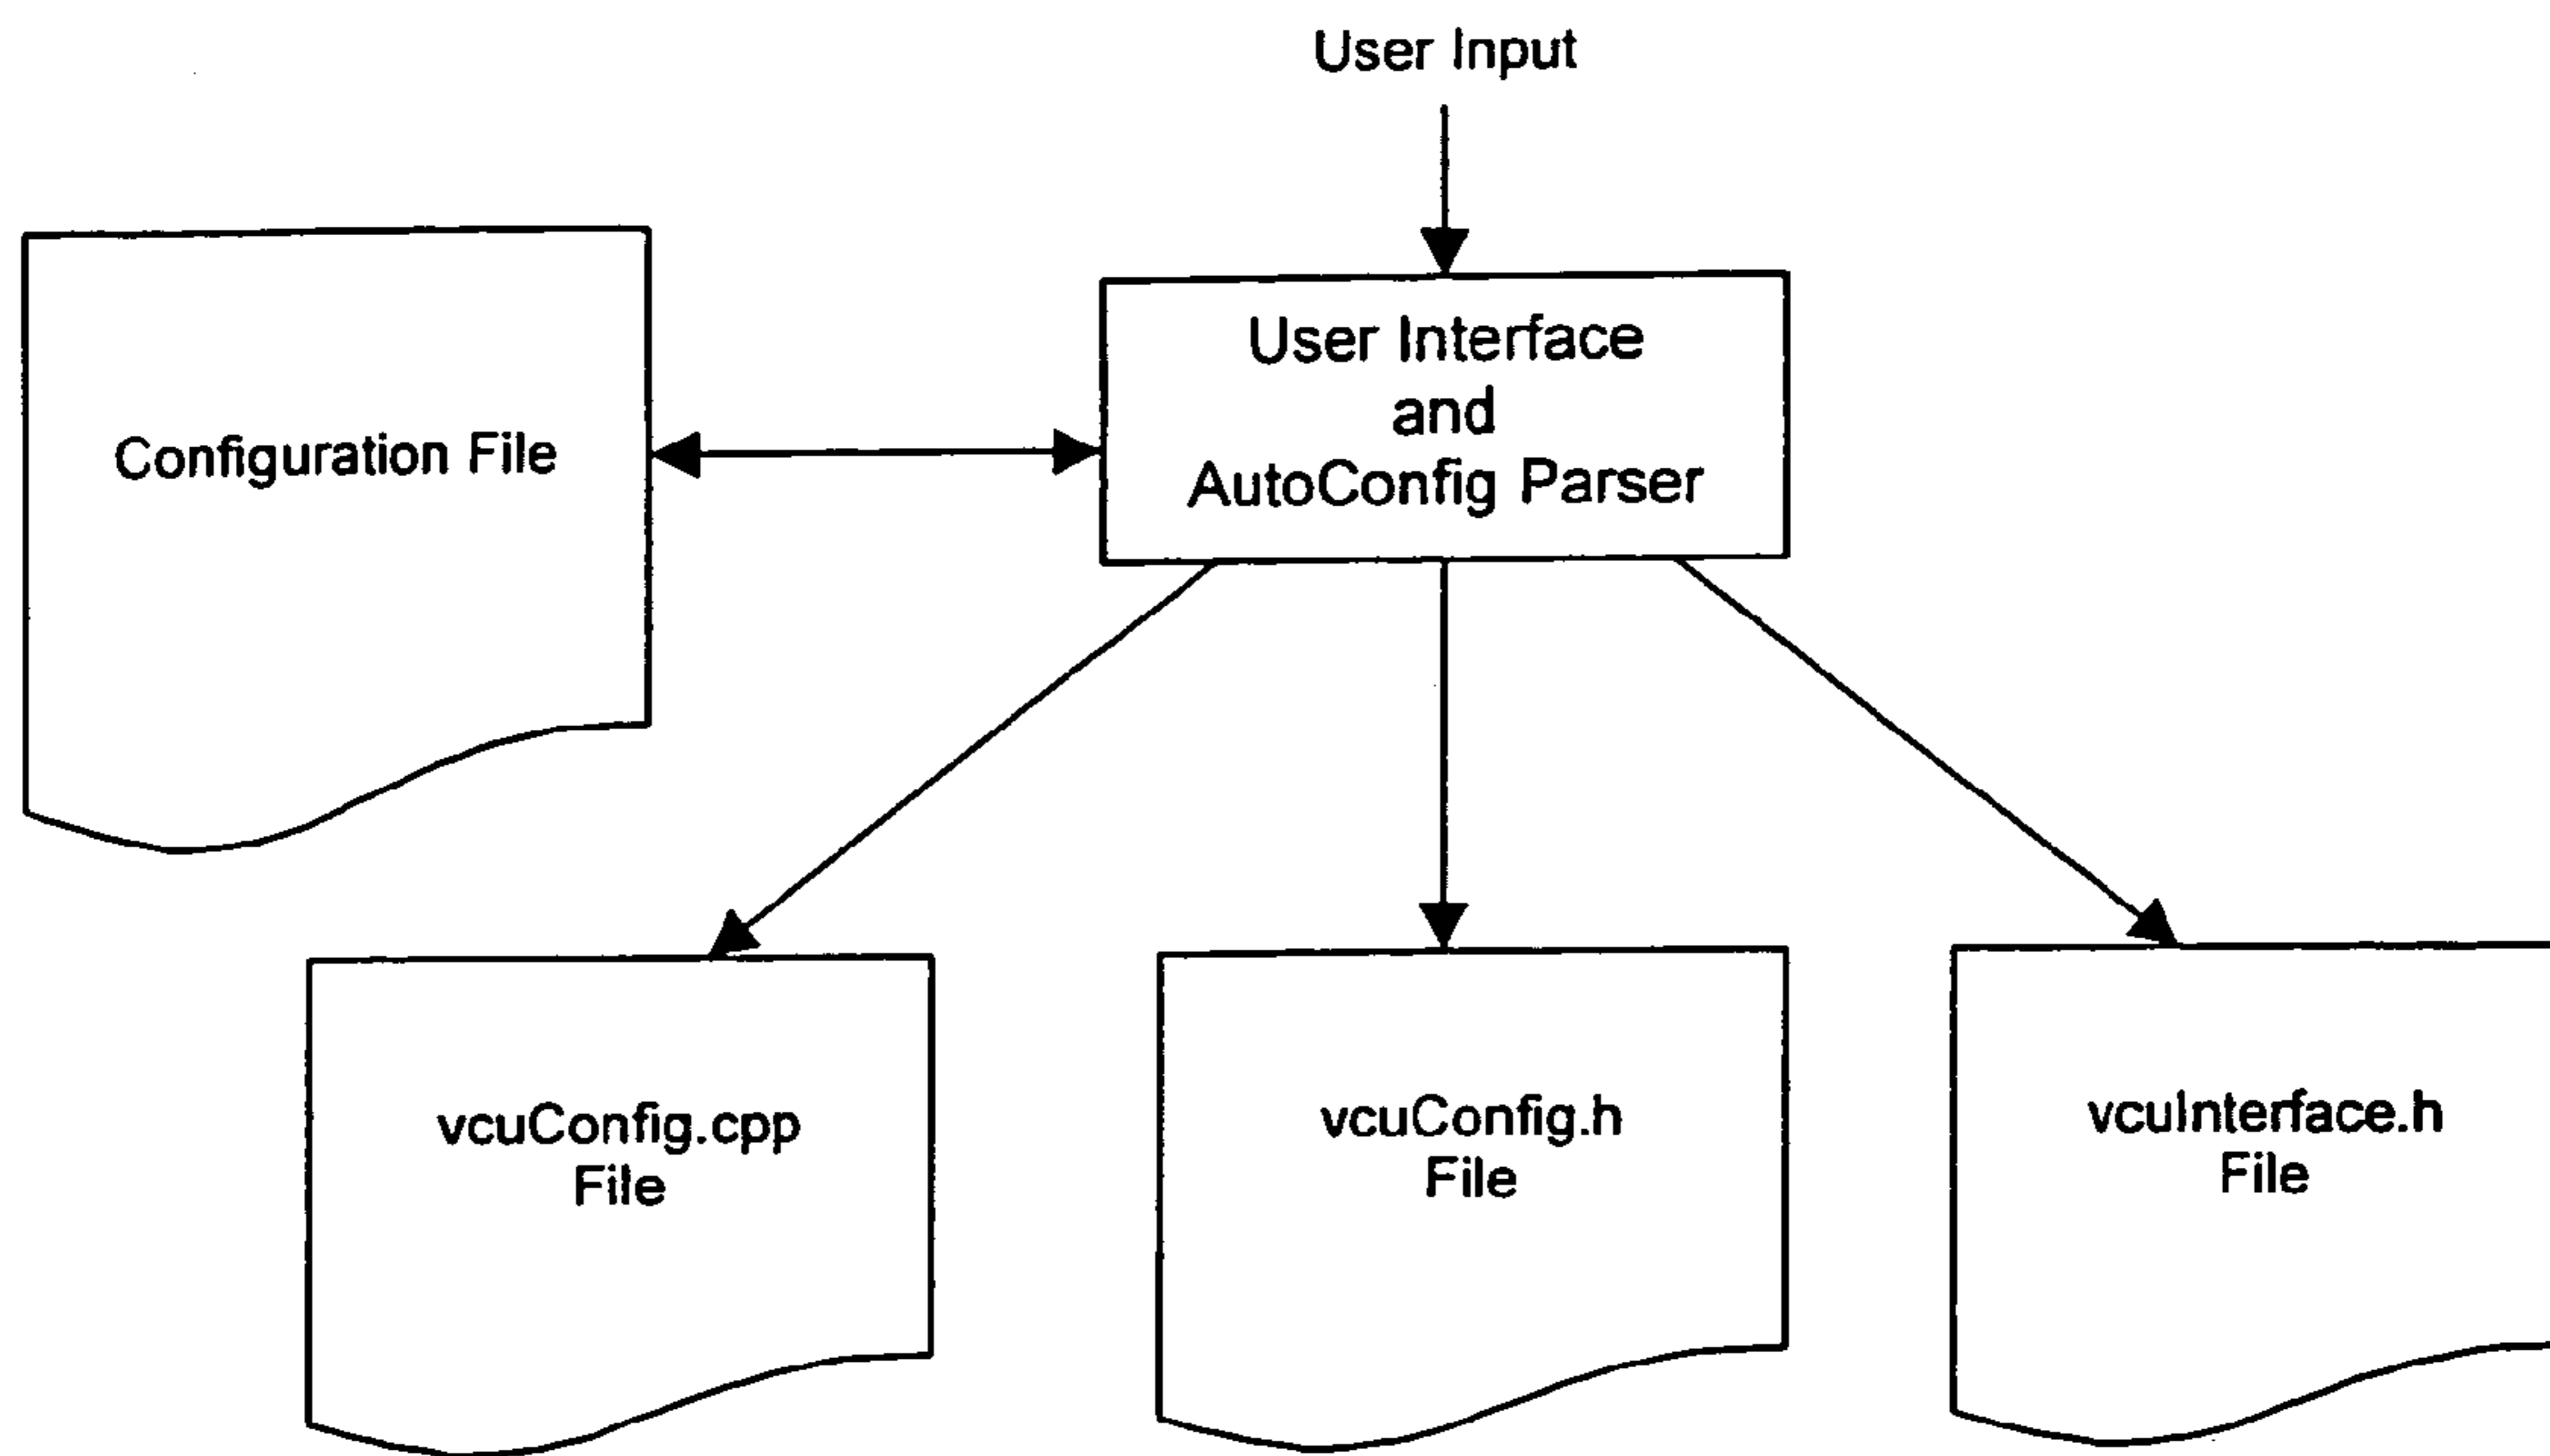 User Input
User Interface
and
AutoConfig Parser
Configuration File
vcuConfig.cpp
File
vcuConfig.h
File
vcuInterface.h
File